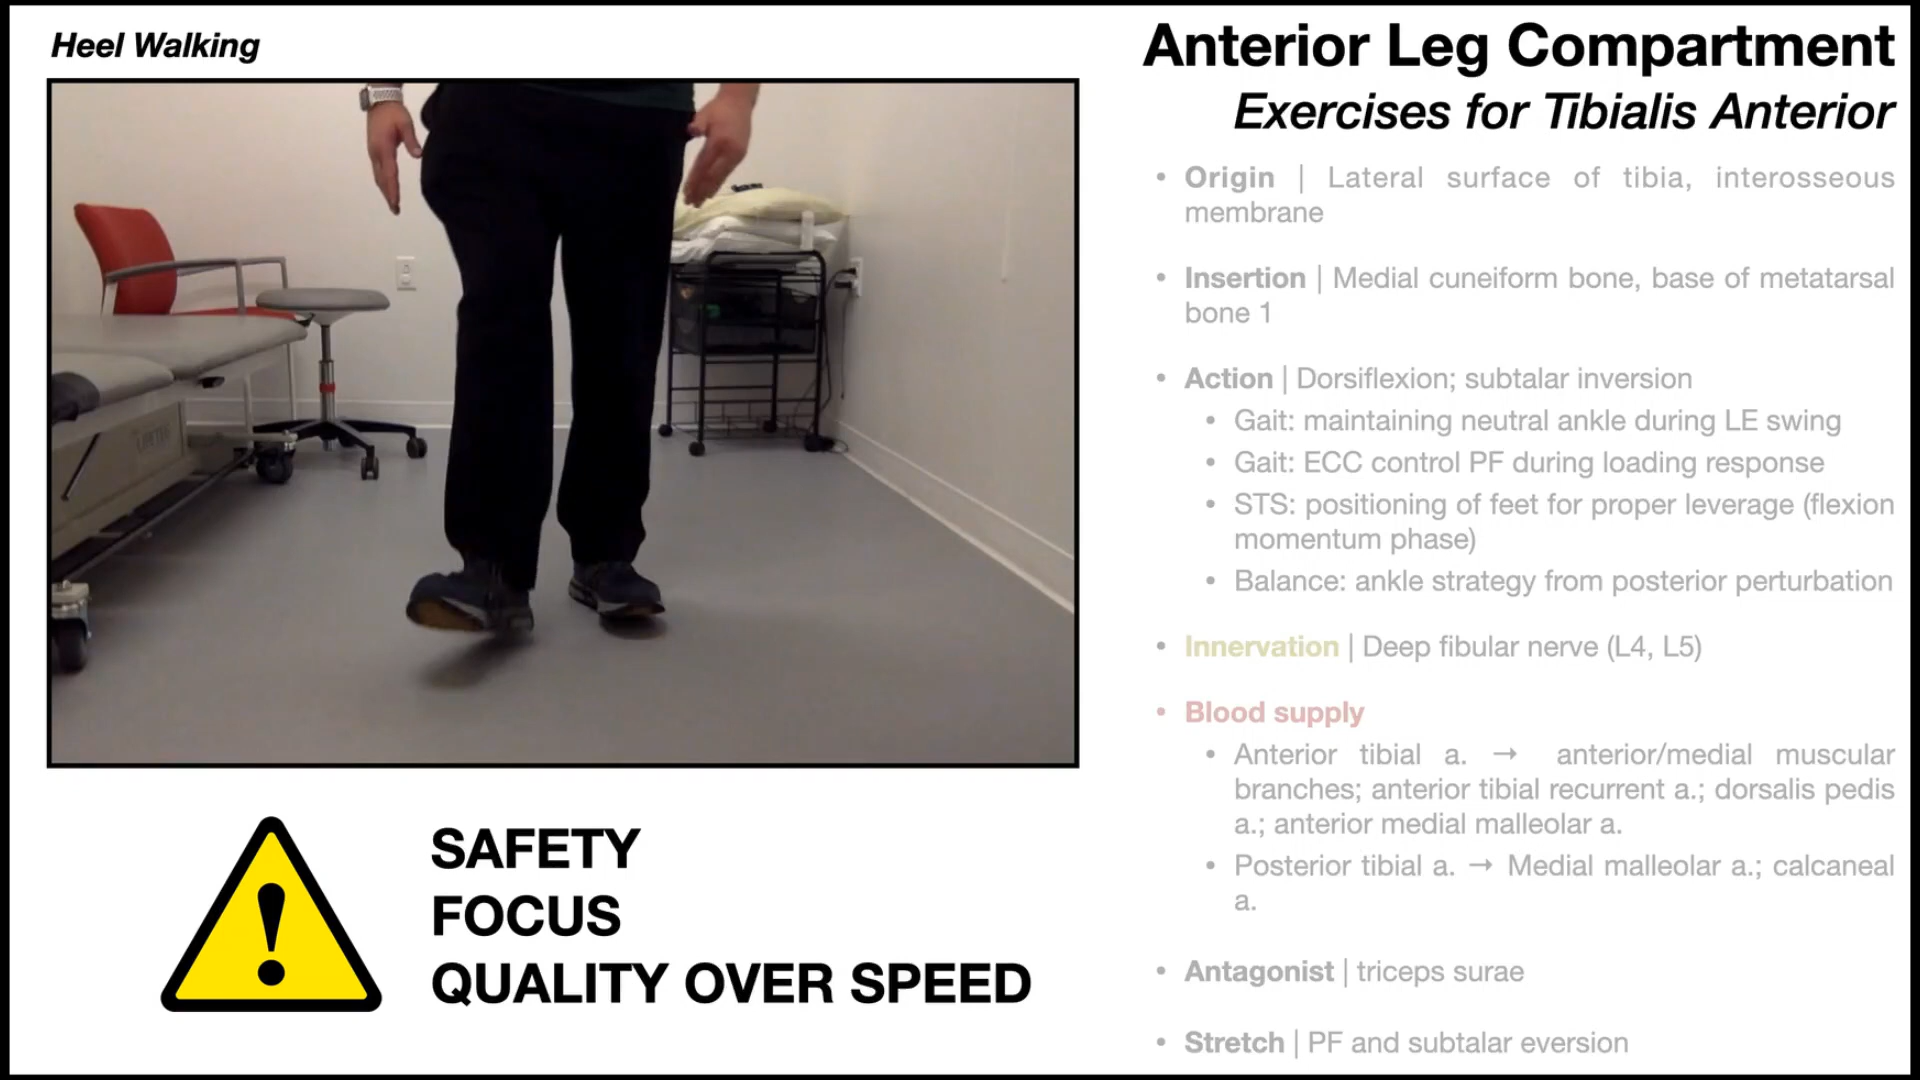 Heel Walking
Anterior Leg Compartment
Exercises for Tibialis Anterior
• Origin | Lateral surface of tibia, interosseous
membrane
• Insertion | Medial cuneiform bone, base of metatarsal
bone 1
• Action | Dorsiflexion; subtalar inversion
• Gait: maintaining neutral ankle during LE swing
• Gait: ECC control PF during loading response
• STS: positioning of feet for proper leverage (flexion
momentum phase)
• Balance: ankle strategy from posterior perturbation
• Innervation | Deep fibular nerve (L4, L5)
• Blood supply
• Anterior tibial a. → anterior/medial muscular
branches; anterior tibial recurrent a.; dorsalis pedis
a.; anterior medial malleolar a.
• Posterior tibial a. → Medial malleolar a.; calcaneal
a.
• Antagonist | triceps surae
• Stretch | PF and subtalar eversion
!
SAFETY
FOCUS
QUALITY OVER SPEED